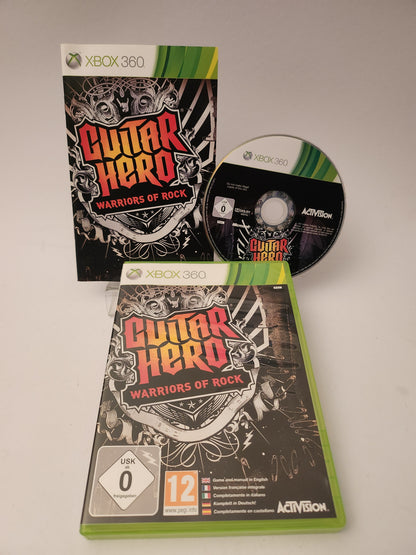 XBOX 360
GUITAR
HERO
WARRIORS OF ROCK
XBOX 360
0
ACTIVISION
GUITAR
HERO
XBOX 360
GUITAR
HERO
WARRIORS OF ROCK
USK
ab
0
freigegeben
12
www.pegi.info
Game and manual in English
Version française intégrale
Completamente in italiano
Komplett in Deutsch!
Completamente en castellano
ACTIVISION